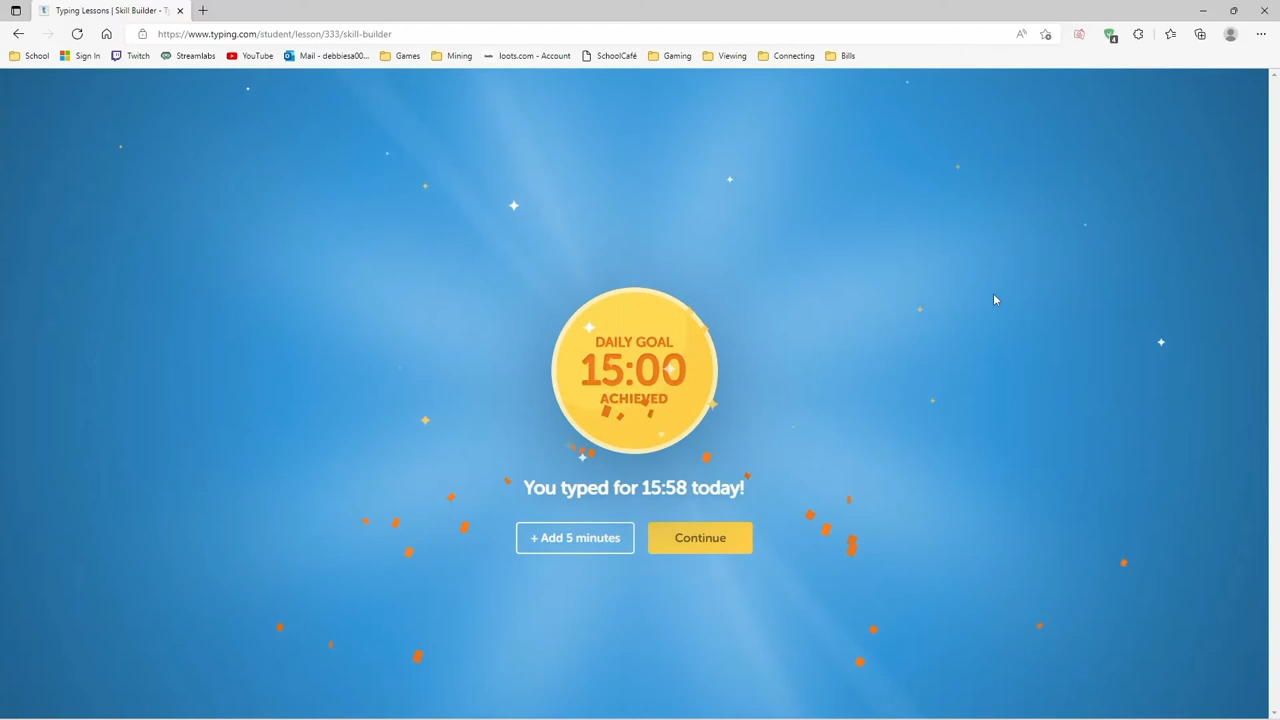 Typing Lessons | Skill Builder - Ty
https://www.typing.com/student/lesson/333/skill-builder
School Sign In Twitch Streamlabs YouTube Mail - debbiesa00... Games Mining loots.com - Account SchoolCafé Gaming Viewing Connecting Bills
DAILY GOAL
15:00
ACHIEVED
You typed for 15:58 today!
+ Add 5 minutes Continue